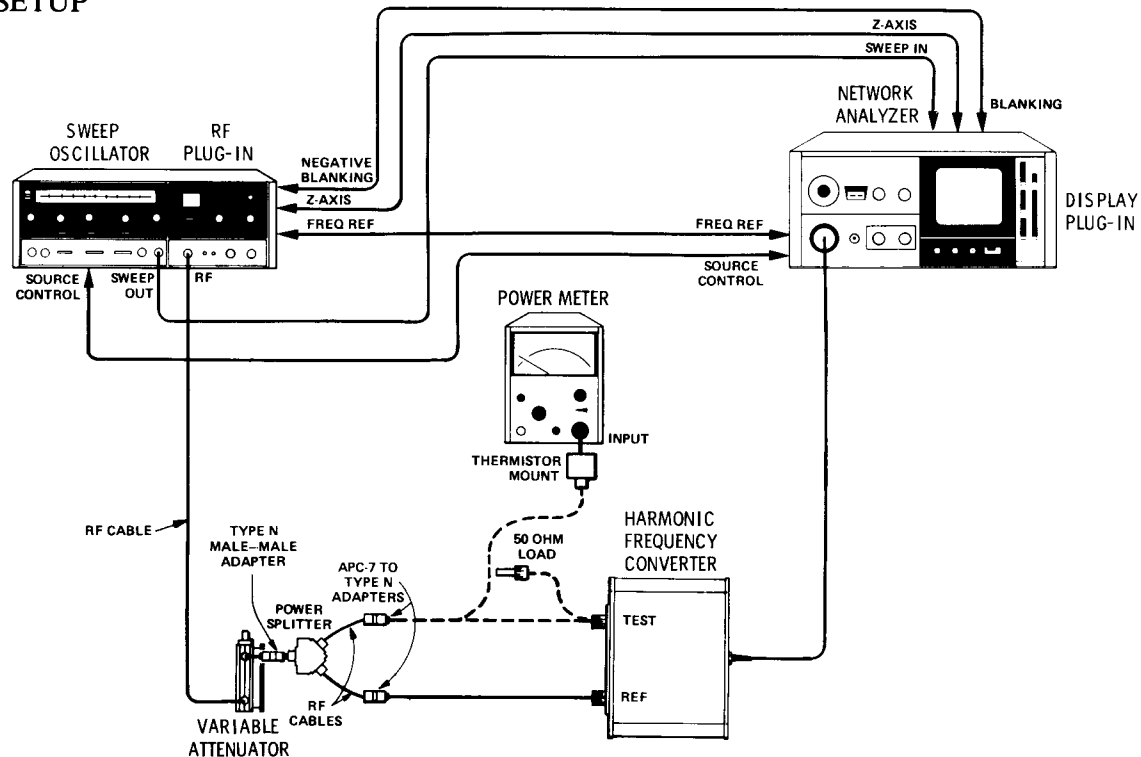 SETUP
Z-AXIS
SWEEP IN
NETWORK
ANALYZER
BLANKING
SWEEP
OSCILLATOR
RF
PLUG-IN
NEGATIVE
BLANKING
Z-AXIS
FREQ REF
FREQ REF
DISPLAY
PLUG-IN
SOURCE
CONTROL
SWEEP
OUT
RF
SOURCE
CONTROL
POWER METER
INPUT
THERMISTOR
MOUNT
RF CABLE
TYPE N
MALE–MALE
ADAPTER
50 OHM
LOAD
HARMONIC
FREQUENCY
CONVERTER
APC-7 TO
TYPE N
ADAPTERS
POWER
SPLITTER
TEST
REF
RF
CABLES
VARIABLE
ATTENUATOR